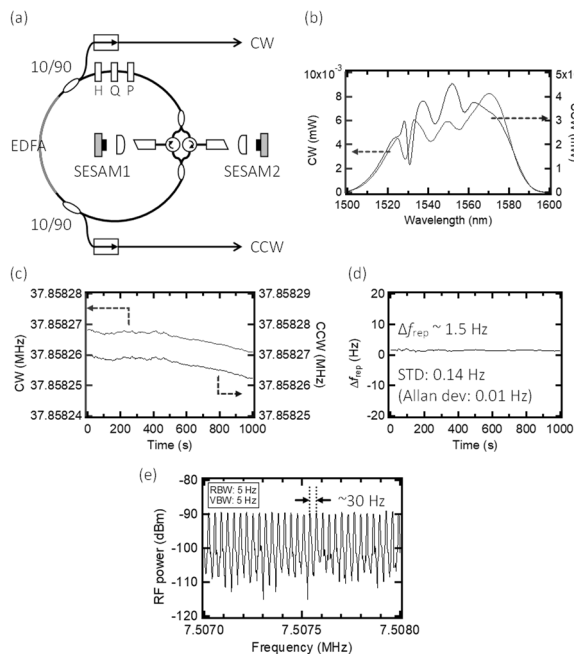 (a)
CW
10/90
H Q P
EDFA
SESAM1
SESAM2
10/90
CCW
(b)
10x10⁻³
8
6
4
2
0
CW (mW)
5x1
4
3
2
1
0
1500
1520
1540
1560
1580
1600
Wavelength (nm)
(c)
37.85828
37.85827
37.85826
37.85825
37.85824
CW (MHz)
37.85829
37.85828
37.85827
37.85826
37.85825
CCW (MHz)
0 200 400 600 800 1000
Time (s)
(d)
20
10
0
-10
-20
Δfrep (Hz)
Δfrep ~ 1.5 Hz
STD: 0.14 Hz
(Allan dev: 0.01 Hz)
0 200 400 600 800 1000
Time (s)
(e)
-80
-90
-100
-110
-120
RF power (dBm)
RBW: 5 Hz
VBW: 5 Hz
~30 Hz
7.5070
7.5075
7.5080
Frequency (MHz)